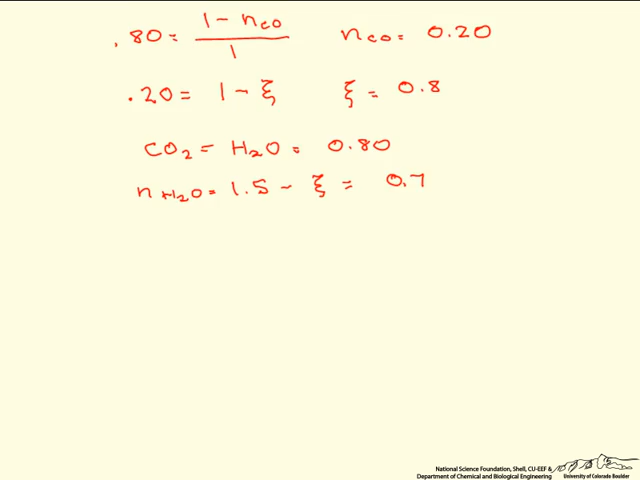 .80 = (1 - nCO) / 1 nCO = 0.20
.20 = 1 - ξ ξ = 0.8
CO2 = H2O = 0.80
nH2O = 1.5 - ξ = 0.7
National Science Foundation, Shell, CU-EEF &
Department of Chemical and Biological Engineering
University of Colorado Boulder